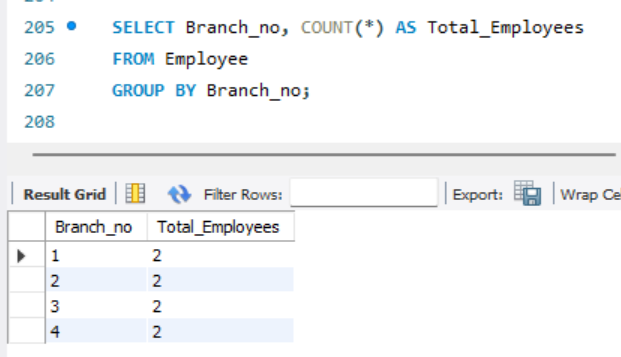 205 SELECT Branch_no, COUNT(*) AS Total_Employees
206 FROM Employee
207 GROUP BY Branch_no;
208
Result Grid Filter Rows: Export: Wrap Ce
Branch_no Total_Employees
1 2
2 2
3 2
4 2